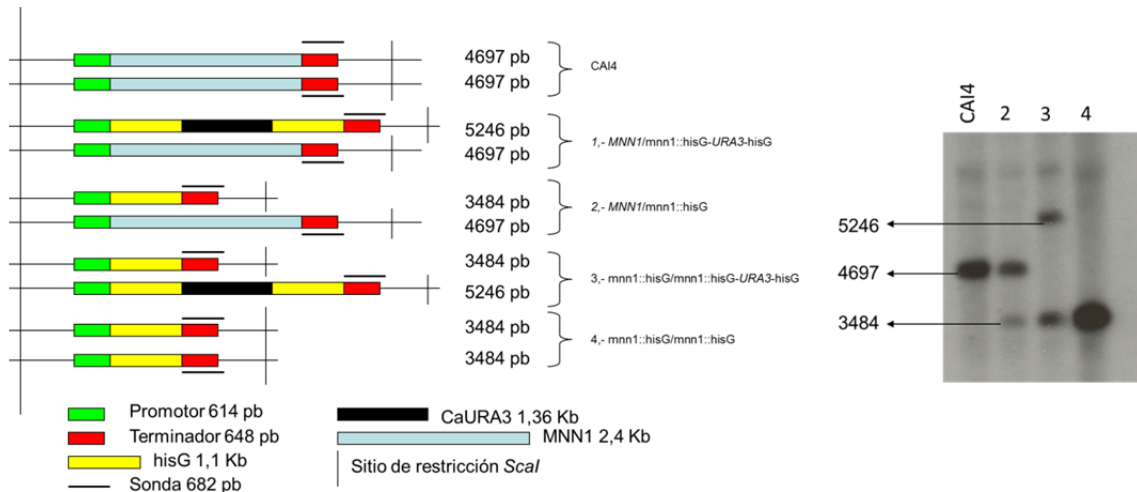 4697 pb
4697 pb
CAI4
5246 pb
4697 pb
1,- MNN1/mnn1::hisG-URA3-hisG
3484 pb
4697 pb
2,- MNN1/mnn1::hisG
3484 pb
5246 pb
3,- mnn1::hisG/mnn1::hisG-URA3-hisG
3484 pb
3484 pb
4,- mnn1::hisG/mnn1::hisG
Promotor 614 pb
Terminador 648 pb
hisG 1,1 Kb
Sonda 682 pb
CaURA3 1,36 Kb
MNN1 2,4 Kb
Sitio de restricción ScaI
CAI4 2 3 4
5246
4697
3484